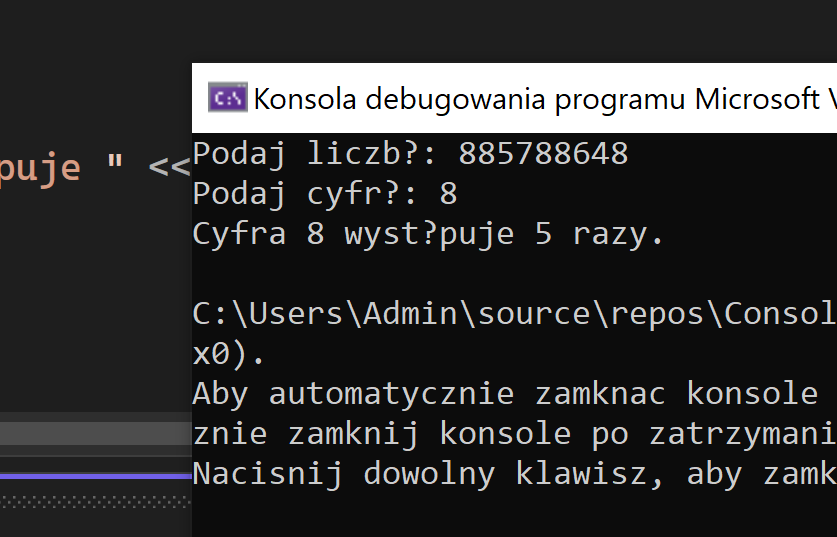 Konsola debugowania programu Microsoft V
puje " <<
Podaj liczb?: 885788648
Podaj cyfr?: 8
Cyfra 8 wyst?puje 5 razy.
C:\Users\Admin\source\repos\Consol
x0).
Aby automatycznie zamknac konsole
znie zamknij konsole po zatrzymani
Nacisnij dowolny klawisz, aby zamk